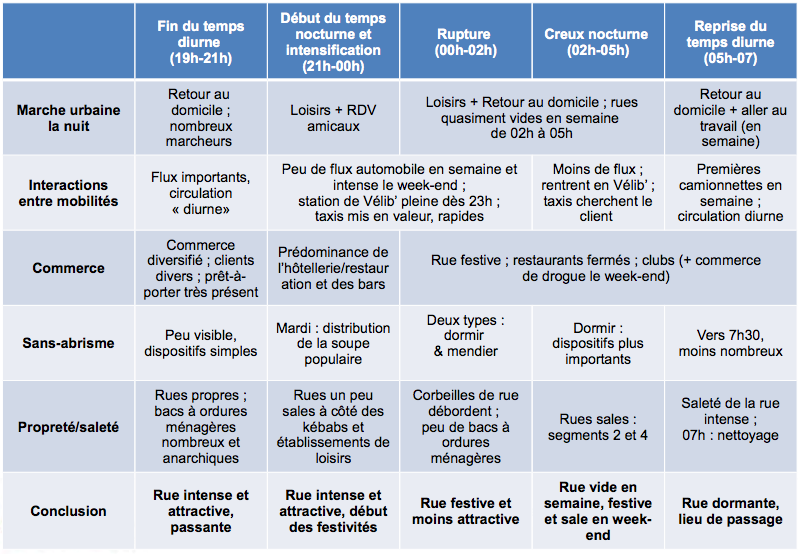 Fin du temps
diurne
(19h-21h)
Début du temps
nocturne et
intensification
(21h-00h)
Rupture
(00h-02h)
Creux nocturne
(02h-05h)
Reprise du
temps diurne
(05h-07)
Marche urbaine
la nuit
Retour au
domicile ;
nombreux
marcheurs
Loisirs + RDV
amicaux
Loisirs + Retour au domicile ; rues
quasiment vides en semaine
de 02h à 05h
Retour au
domicile + aller au
travail (en
semaine)
Interactions
entre mobilités
Flux importants,
circulation
« diurne»
Peu de flux automobile en semaine et
intense le week-end ;
station de Vélib’ pleine dès 23h ;
taxis mis en valeur, rapides
Moins de flux ;
rentrent en Vélib’ ;
taxis cherchent le
client
Premières
camionnettes en
semaine ;
circulation diurne
Commerce
Commerce
diversifié ; clients
divers ; prêt-à-
porter très présent
Prédominance de
l’hôtellerie/restaur
ation et des bars
Rue festive ; restaurants fermés ; clubs (+ commerce
de drogue le week-end)
Sans-abrisme
Peu visible,
dispositifs simples
Mardi : distribution
de la soupe
populaire
Deux types :
dormir
& mendier
Dormir :
dispositifs plus
importants
Vers 7h30,
moins nombreux
Propreté/saleté
Rues propres ;
bacs à ordures
ménagères
nombreux et
anarchiques
Rues un peu
sales à côté des
kébabs et
établissements de
loisirs
Corbeilles de rue
débordent ;
peu de bacs à
ordures
ménagères
Rues sales :
segments 2 et 4
Saleté de la rue
intense ;
07h : nettoyage
Conclusion
Rue intense et
attractive,
passante
Rue intense et
attractive, début
des festivités
Rue festive et
moins attractive
Rue vide en
semaine, festive
et sale en week-
end
Rue dormante,
lieu de passage